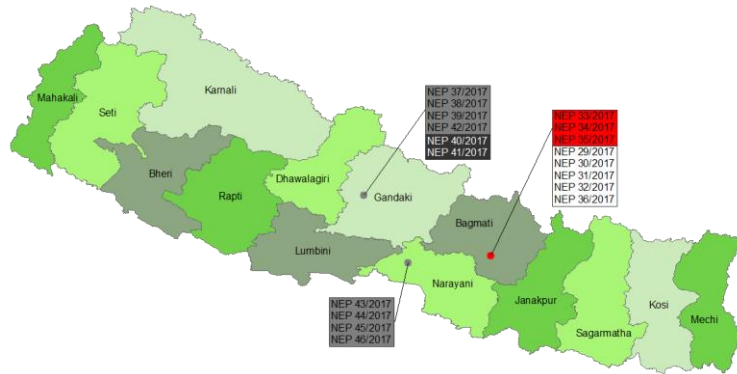 Mahakali
Seti
Karnali
Bheri
Rapti
Dhawalagiri
Gandaki
Lumbini
Bagmati
Narayani
Janakpur
Sagarmatha
Kosi
Mechi
NEP 37/2017
NEP 38/2017
NEP 39/2017
NEP 42/2017
NEP 40/2017
NEP 41/2017
NEP 33/2017
NEP 34/2017
NEP 35/2017
NEP 29/2017
NEP 30/2017
NEP 31/2017
NEP 32/2017
NEP 36/2017
NEP 43/2017
NEP 44/2017
NEP 45/2017
NEP 46/2017